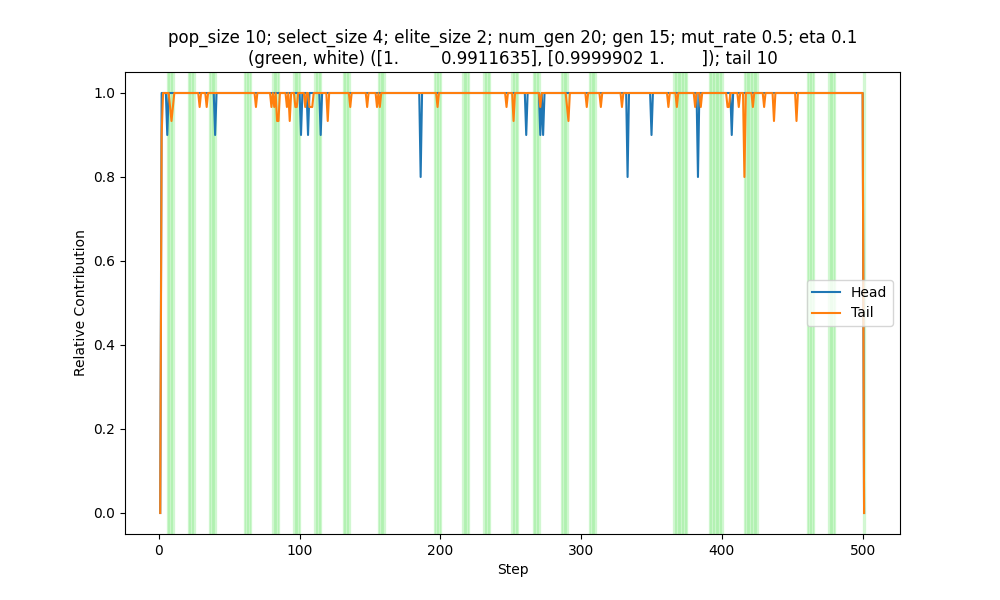 pop_size 10; select_size 4; elite_size 2; num_gen 20; gen 15; mut_rate 0.5; eta 0.1
(green, white) ([1.        0.9911635], [0.9999902 1.       ]); tail 10
1.0
0.8
0.6
0.4
0.2
0.0
Relative Contribution
Head
Tail
0
100
200
300
400
500
Step